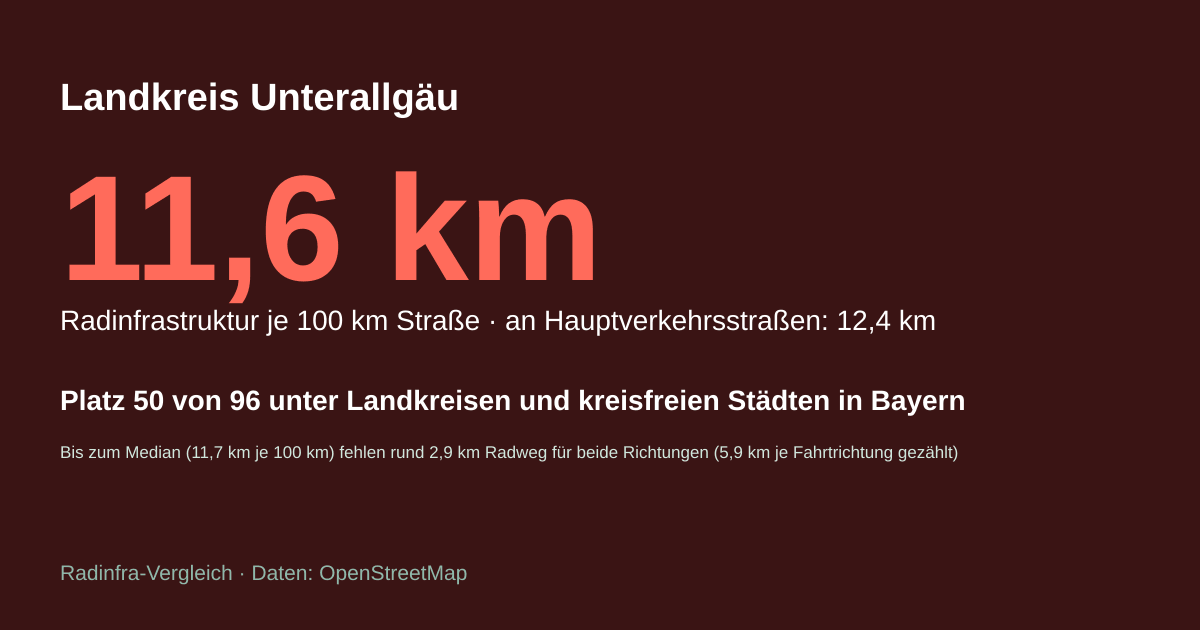 Landkreis Unterallgäu
11,6 km
Radinfrastruktur je 100 km Straße · an Hauptverkehrsstraßen: 12,4 km
Platz 50 von 96 unter Landkreisen und kreisfreien Städten in Bayern
Bis zum Median (11,7 km je 100 km) fehlen rund 2,9 km Radweg für beide Richtungen (5,9 km je Fahrtrichtung gezählt)
Radinfra-Vergleich · Daten: OpenStreetMap